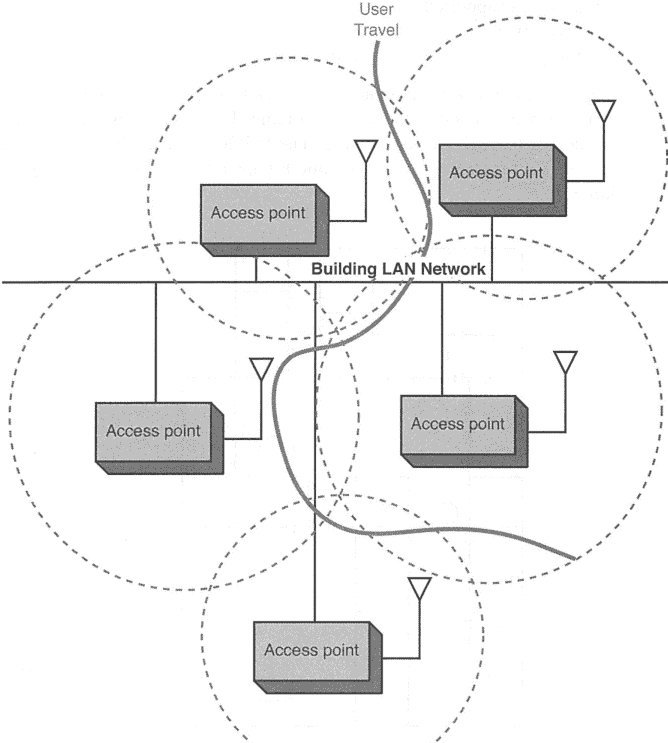 User
Travel
Access point
Access point
Building LAN Network
Access point
Access point
Access point